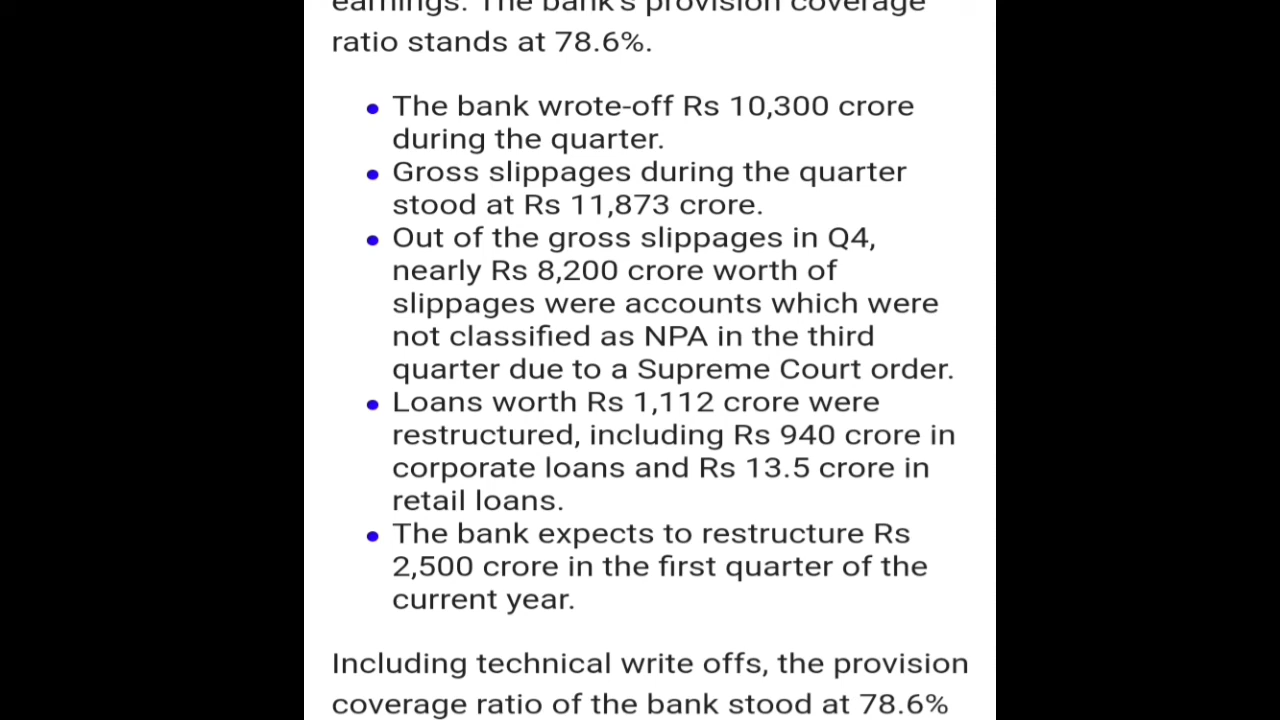 earnings. The bank's provision coverage
ratio stands at 78.6%.
The bank wrote-off Rs 10,300 crore
during the quarter.
Gross slippages during the quarter
stood at Rs 11,873 crore.
Out of the gross slippages in Q4,
nearly Rs 8,200 crore worth of
slippages were accounts which were
not classified as NPA in the third
quarter due to a Supreme Court order.
Loans worth Rs 1,112 crore were
restructured, including Rs 940 crore in
corporate loans and Rs 13.5 crore in
retail loans.
The bank expects to restructure Rs
2,500 crore in the first quarter of the
current year.
Including technical write offs, the provision
coverage ratio of the bank stood at 78.6%